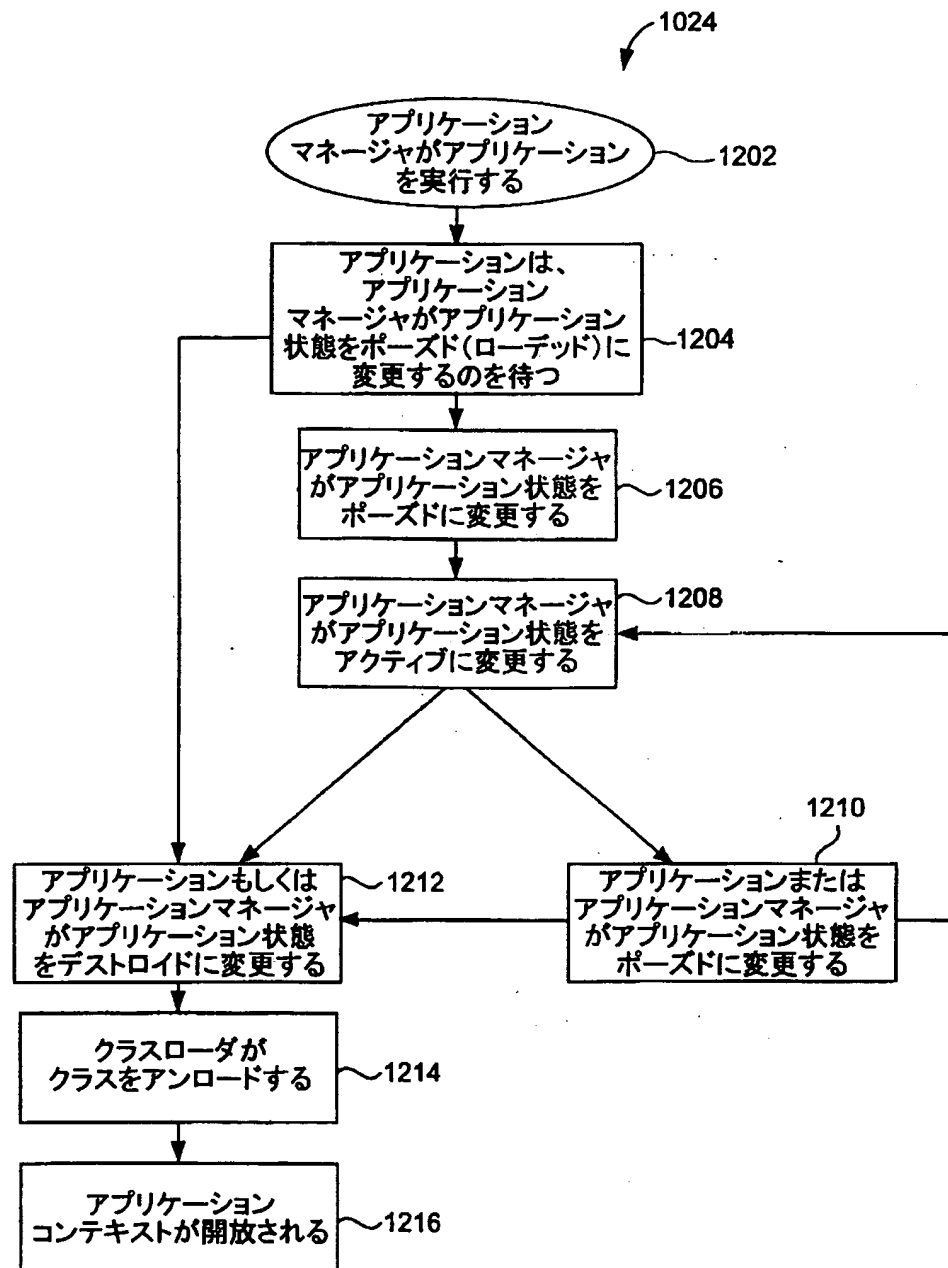 1024
アプリケーション
マネージャがアプリケーション
を実行する
1202
アプリケーションは、
アプリケーション
マネージャがアプリケーション
状態をポーズド(ローデッド)に
変更するのを待つ
1204
アプリケーションマネージャ
がアプリケーション状態を
ポーズドに変更する
1206
アプリケーションマネージャ
がアプリケーション状態を
アクティブに変更する
1208
1210
アプリケーションもしくは
アプリケーションマネージャ
がアプリケーション状態
をデストロイドに変更する
1212
アプリケーションまたは
アプリケーションマネージャ
がアプリケーション状態を
ポーズドに変更する
クラスローダが
クラスをアンロードする
1214
アプリケーション
コンテキストが開放される
1216